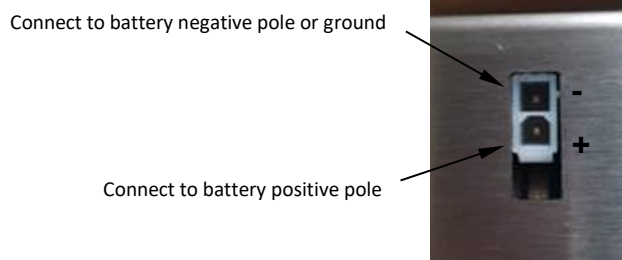 Connect to battery negative pole or ground
-
+
Connect to battery positive pole